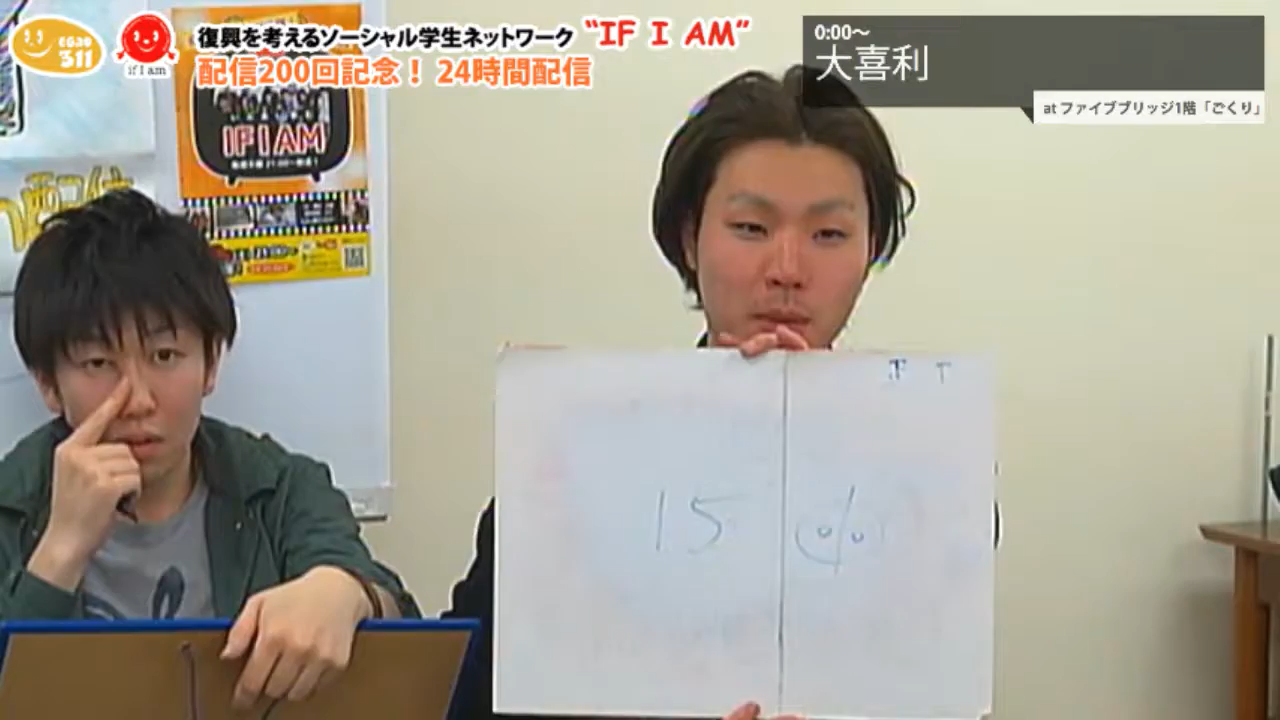 復興を考えるソーシャル学生ネットワーク "IF I AM"
配信200回記念! 24時間配信
0:00〜
大喜利
at ファイブブリッジ1階「ごくり」
311
if I am
IF I AM
15 %